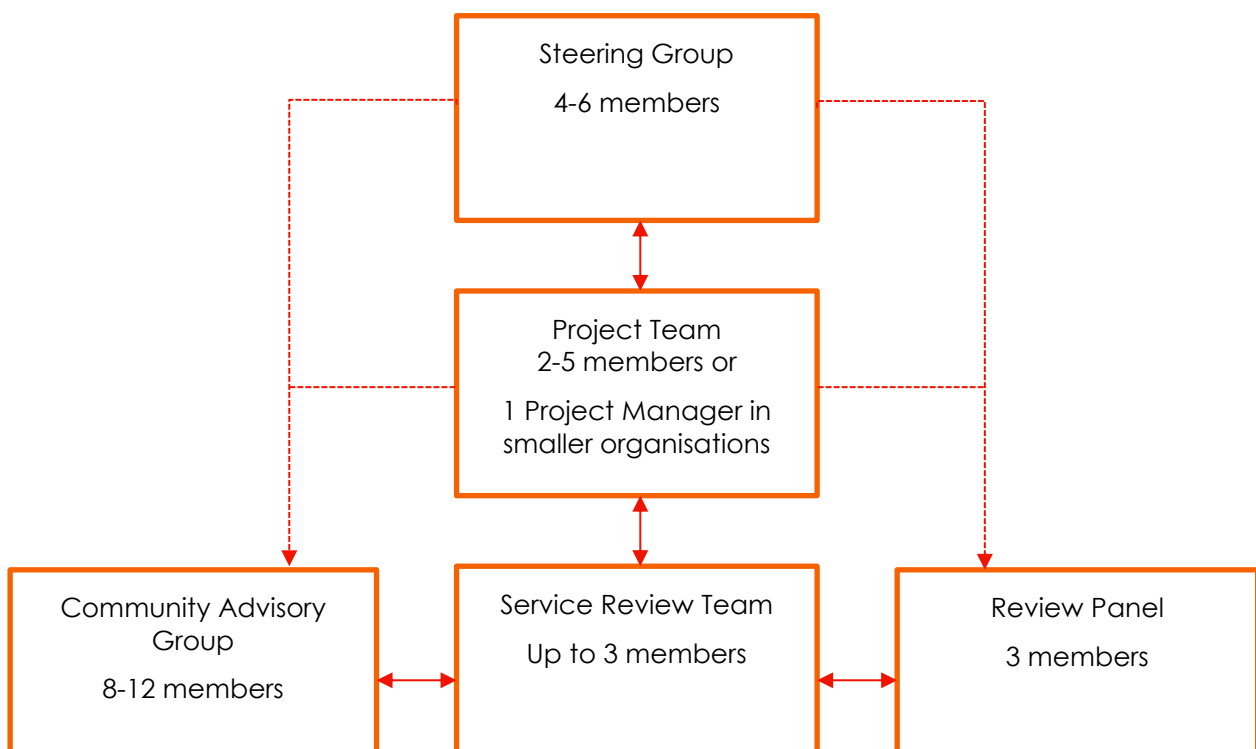 Steering Group
4-6 members
Project Team
2-5 members or
1 Project Manager in
smaller organisations
Community Advisory
Group
8-12 members
Service Review Team
Up to 3 members
Review Panel
3 members